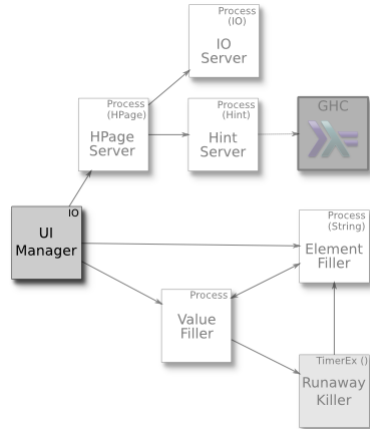 Process
(IO)
IO
Server
Process
(HPage)
HPage
Server
Process
(Hint)
Hint
Server
GHC
IO
UI
Manager
Process
(String)
Element
Filler
Process
Value
Filler
TimerEx ()
Runaway
Killer